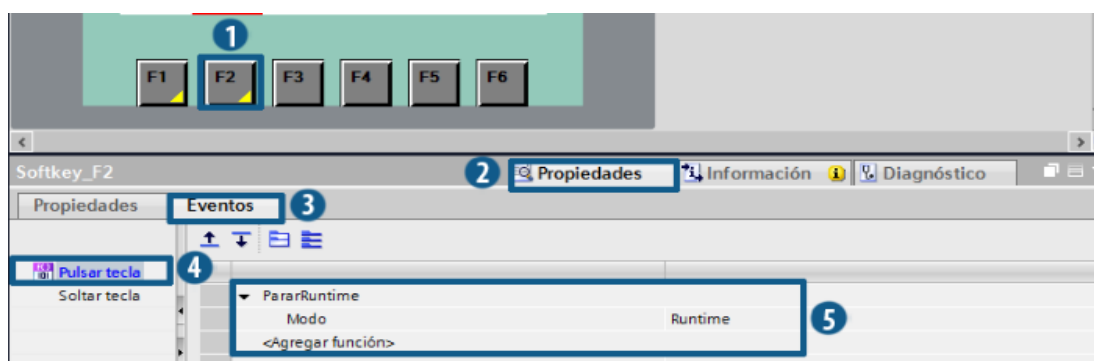 1
F1 F2 F3 F4 F5 F6
Softkey_F2 2 Propiedades Información Diagnóstico
Propiedades Eventos 3
Pulsar tecla 4
Soltar tecla PararRuntime
Modo Runtime 5
<Agregar función>